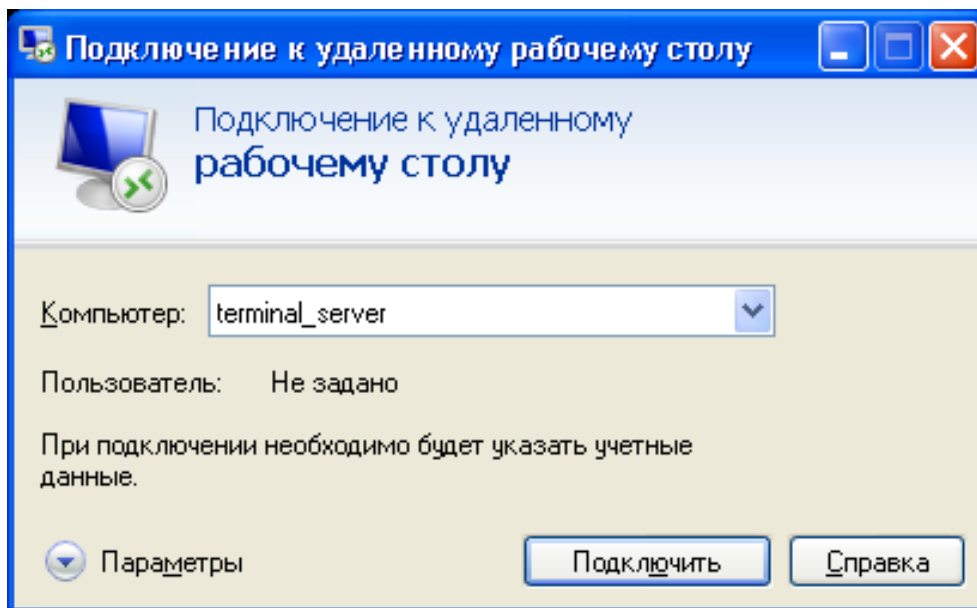 Подключение к удаленному рабочему столу
Подключение к удаленному
рабочему столу
Компьютер: terminal_server
Пользователь: Не задано
При подключении необходимо будет указать учетные
данные.
Параметры Подключить Справка